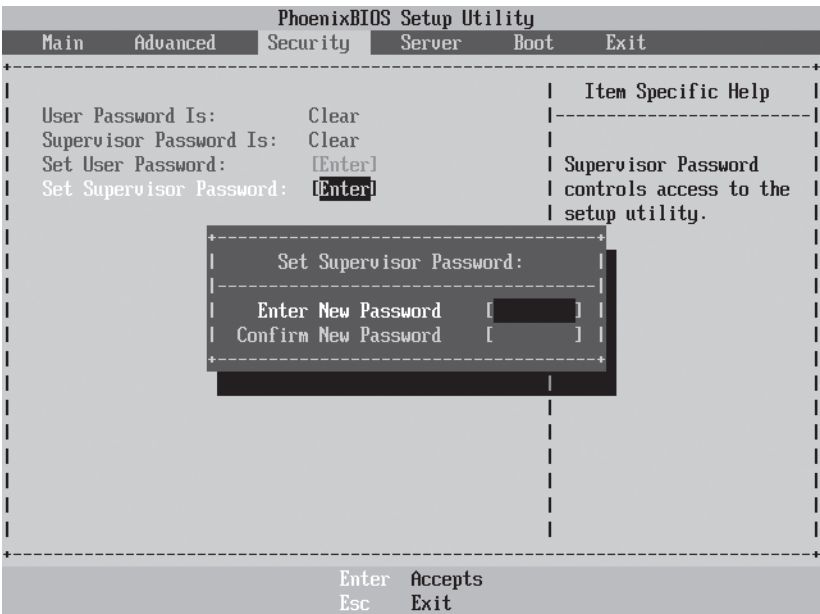 PhoenixBIOS Setup Utility
Main Advanced Security Server Boot Exit
Item Specific Help
User Password Is: Clear
Supervisor Password Is: Clear
Set User Password: [Enter]
Set Supervisor Password: [Enter]
Supervisor Password
controls access to the
setup utility.
Set Supervisor Password:
Enter New Password [ ]
Confirm New Password [ ]
Enter Accepts
Esc Exit